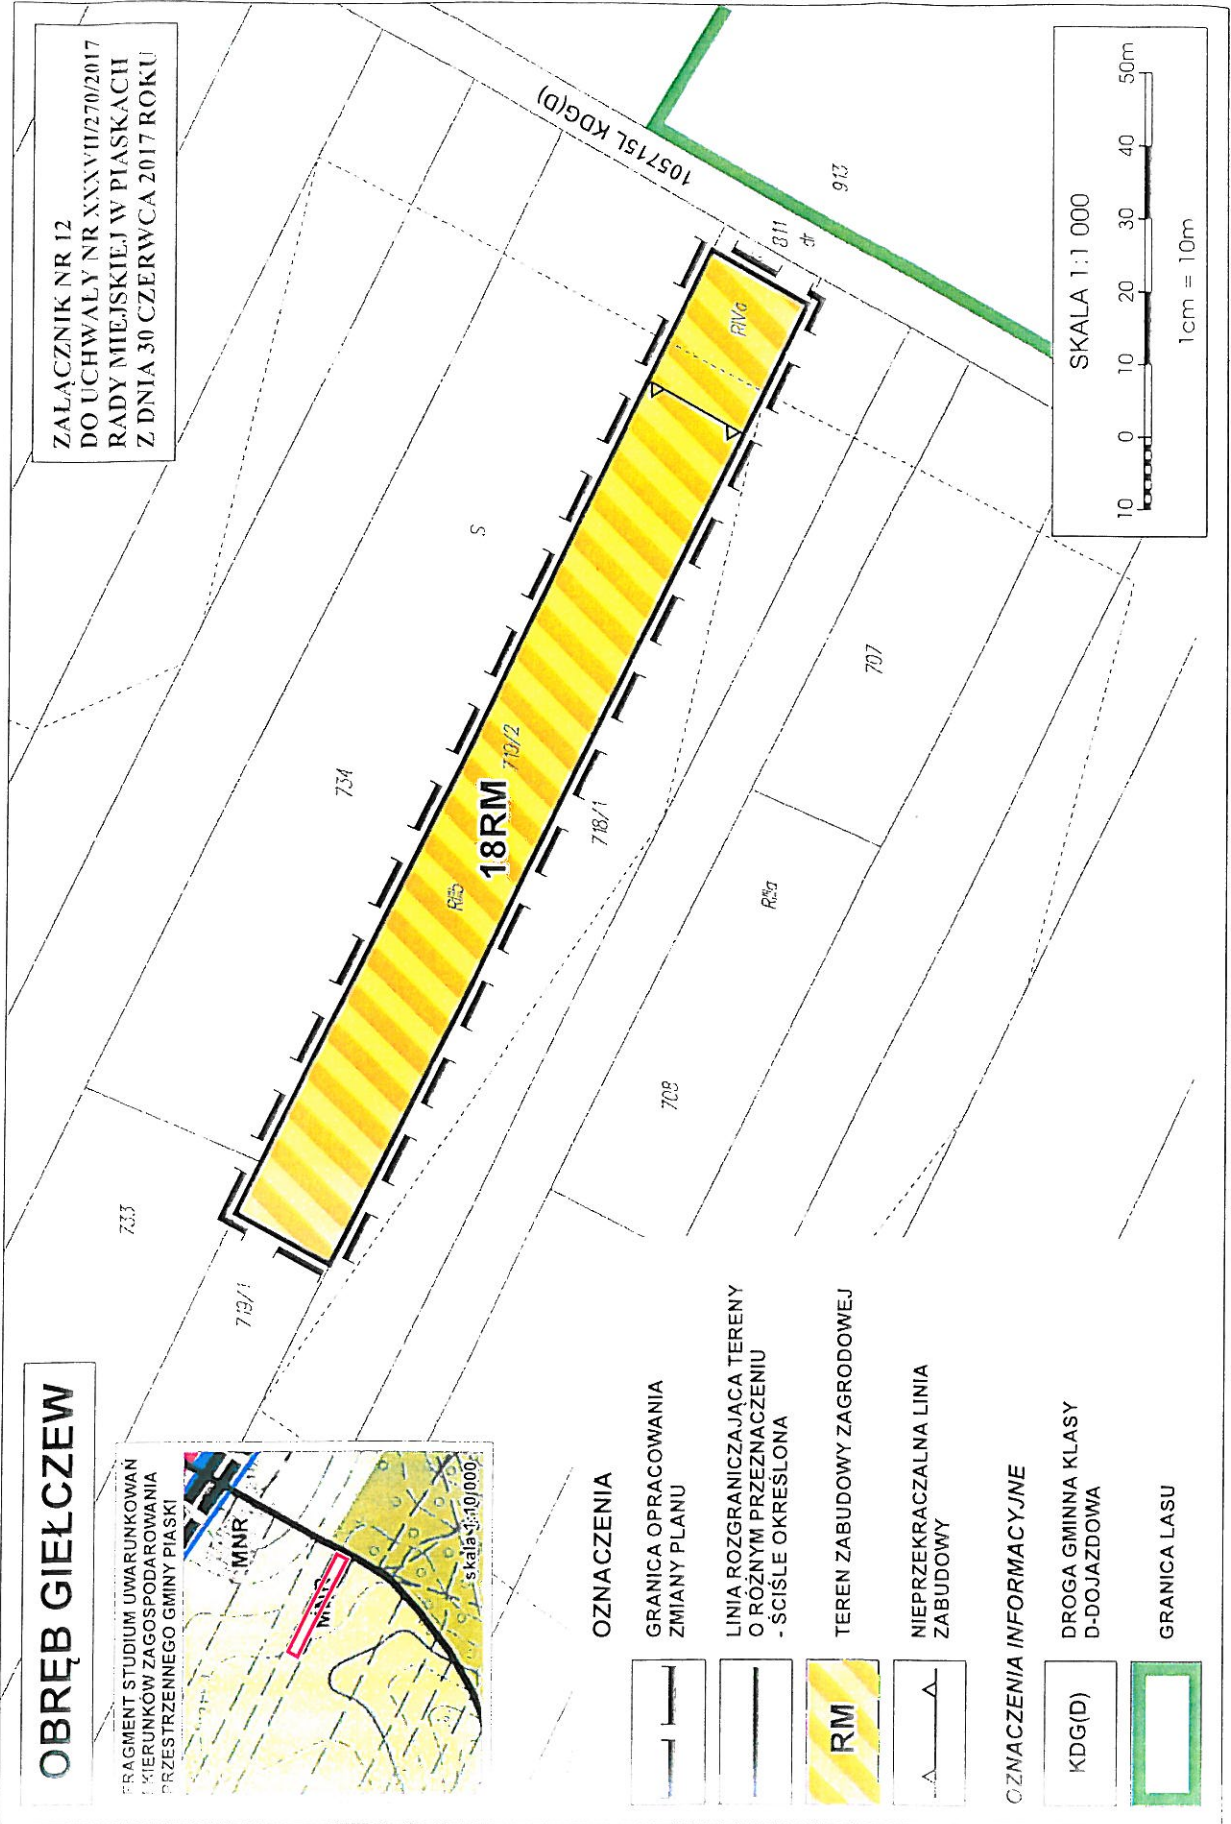 OBRĘB GIEŁCZEW
ZAŁĄCZNIK NR 12
DO UCHWAŁY NR XXXVII/270/2017
RADY MIEJSKIEJ W PIASKACH
Z DNIA 30 CZERWCA 2017 ROKU
FRAGMENT STUDIUM UWARUNKOWAŃ
I KIERUNKÓW ZAGOSPODAROWANIA
PRZESTRZENNEGO GMINY PIASKI
MNR
skala 1:10 000
733
719/1
734
S
RIIIb
18RM
710/2
718/1
RIVa
105715L KDG(D)
811
dr
913
707
708
RIIIa
OZNACZENIA
GRANICA OPRACOWANIA
ZMIANY PLANU
LINIA ROZGRANICZAJĄCA TERENY
O RÓŻNYM PRZEZNACZENIU
- ŚCIŚLE OKREŚLONA
RM
TEREN ZABUDOWY ZAGRODOWEJ
NIEPRZEKRACZALNA LINIA
ZABUDOWY
OZNACZENIA INFORMACYJNE
KDG(D)
DROGA GMINNA KLASY
D-DOJAZDOWA
GRANICA LASU
SKALA 1:1 000
10 0 10 20 30 40 50m
1cm = 10m